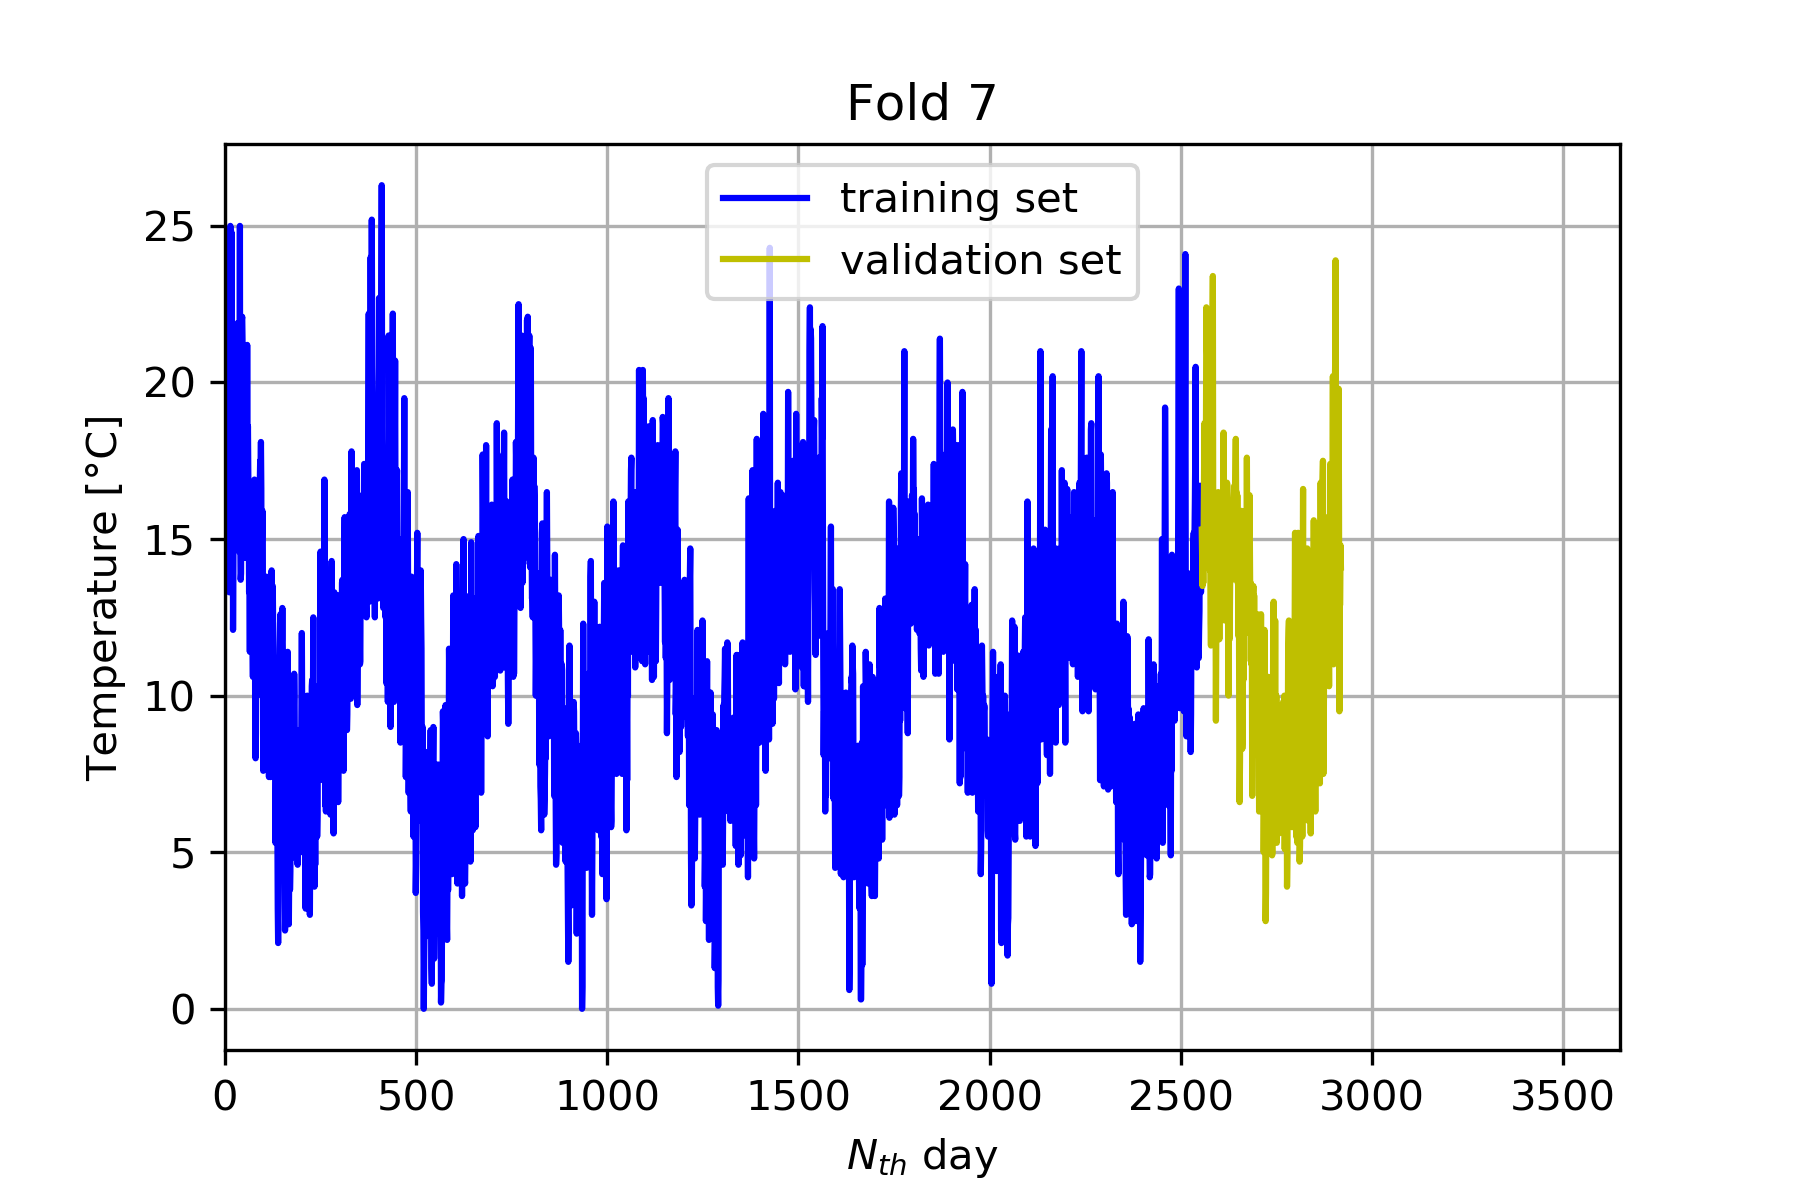 Fold 7
training set
validation set
Temperature [°C]
25
20
15
10
5
0
0 500 1000 1500 2000 2500 3000 3500
Nth day